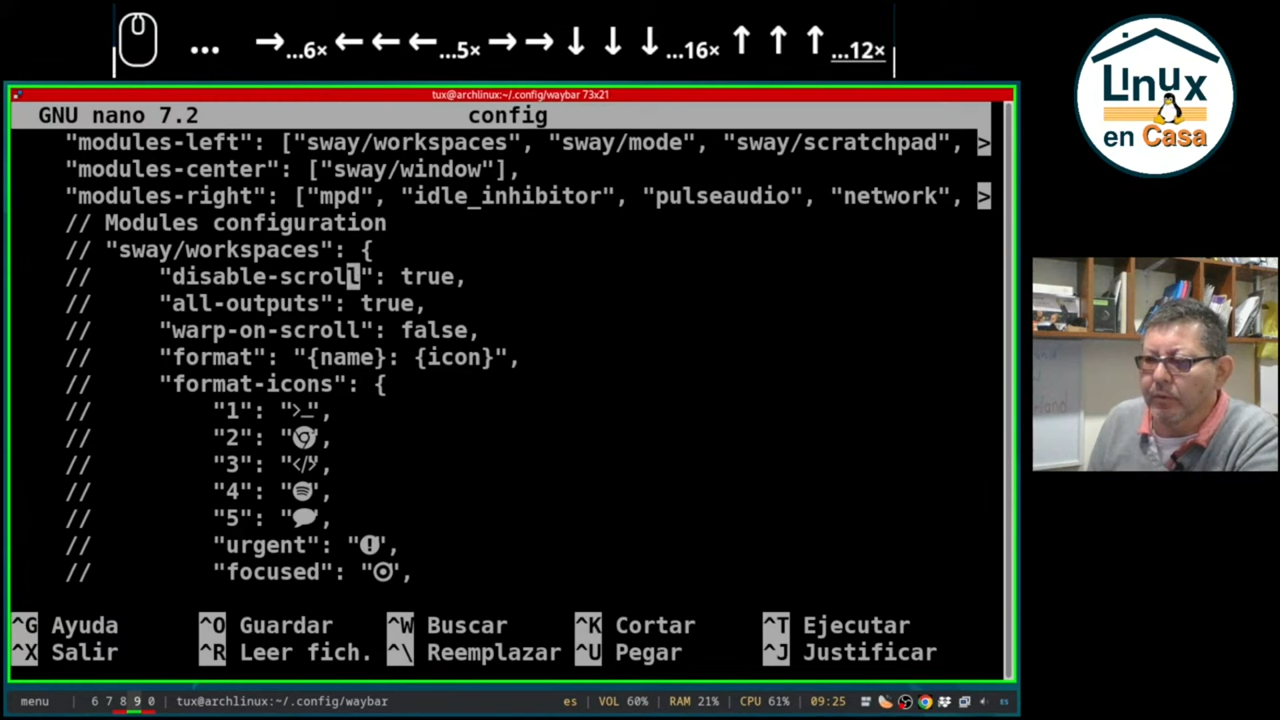 ... →...6× ← ← ←...5× → → ↓ ↓ ↓...16× ↑ ↑ ↑...12×
LInux
en Casa
tux@archlinux:~/.config/waybar 73x21
GNU nano 7.2 config
"modules-left": ["sway/workspaces", "sway/mode", "sway/scratchpad", >
"modules-center": ["sway/window"],
"modules-right": ["mpd", "idle_inhibitor", "pulseaudio", "network", >
// Modules configuration
// "sway/workspaces": {
// "disable-scroll": true,
// "all-outputs": true,
// "warp-on-scroll": false,
// "format": "{name}: {icon}",
// "format-icons": {
// "1": "",
// "2": "",
// "3": "",
// "4": "",
// "5": "",
// "urgent": "",
// "focused": "",
^G Ayuda ^O Guardar ^W Buscar ^K Cortar ^T Ejecutar
^X Salir ^R Leer fich. ^\ Reemplazar ^U Pegar ^J Justificar
menu | 6 7 8 9 0 | tux@archlinux:~/.config/waybar es | VOL 60% | RAM 21% | CPU 61% | 09:25 ES